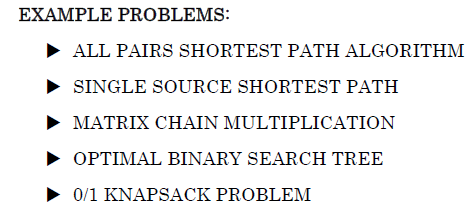 EXAMPLE PROBLEMS:
▶ ALL PAIRS SHORTEST PATH ALGORITHM
▶ SINGLE SOURCE SHORTEST PATH
▶ MATRIX CHAIN MULTIPLICATION
▶ OPTIMAL BINARY SEARCH TREE
▶ 0/1 KNAPSACK PROBLEM